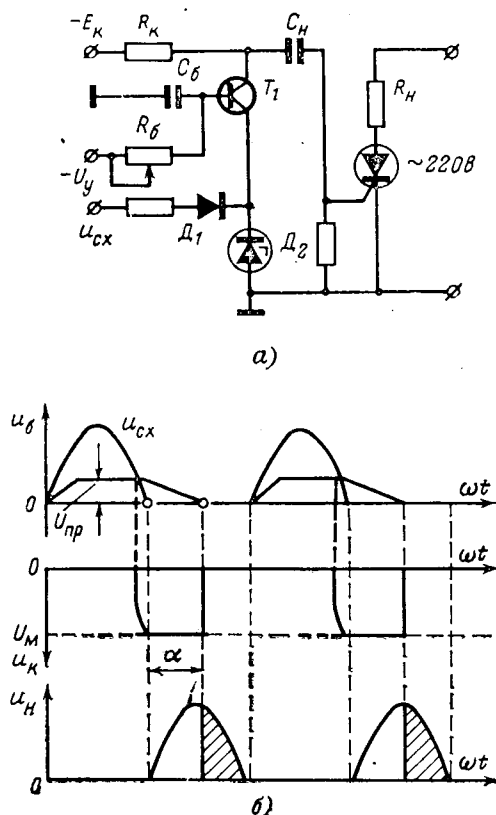 -Eк Rк Cн
Cб T₁ Rн
Rб
-Uy ~220В
uсх Д₁ Д₂
а)
uб uсх
0 Uпр ωt
0 ωt
Uм
uк α
uн
0 ωt
б)